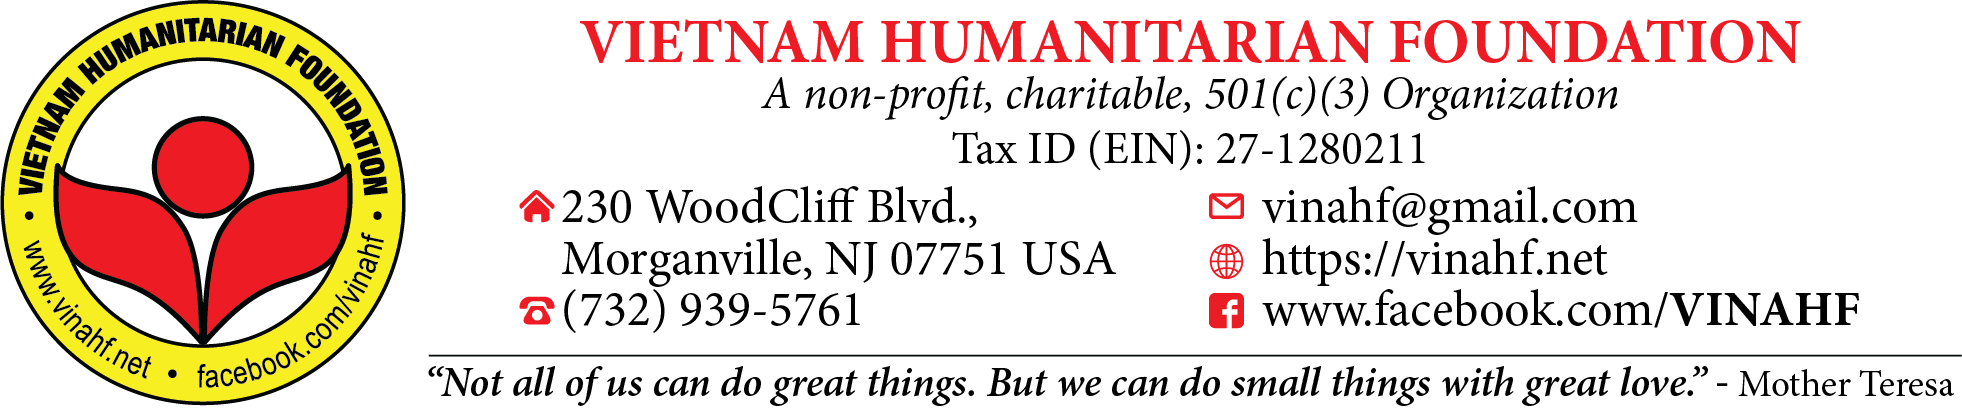 VIETNAM HUMANITARIAN FOUNDATION
• www.vinahf.net • facebook.com/vinahf •
VIETNAM HUMANITARIAN FOUNDATION
A non-profit, charitable, 501(c)(3) Organization
Tax ID (EIN): 27-1280211
230 WoodCliff Blvd.,
Morganville, NJ 07751 USA
(732) 939-5761
vinahf@gmail.com
https://vinahf.net
www.facebook.com/VINAHF
“Not all of us can do great things. But we can do small things with great love.” - Mother Teresa